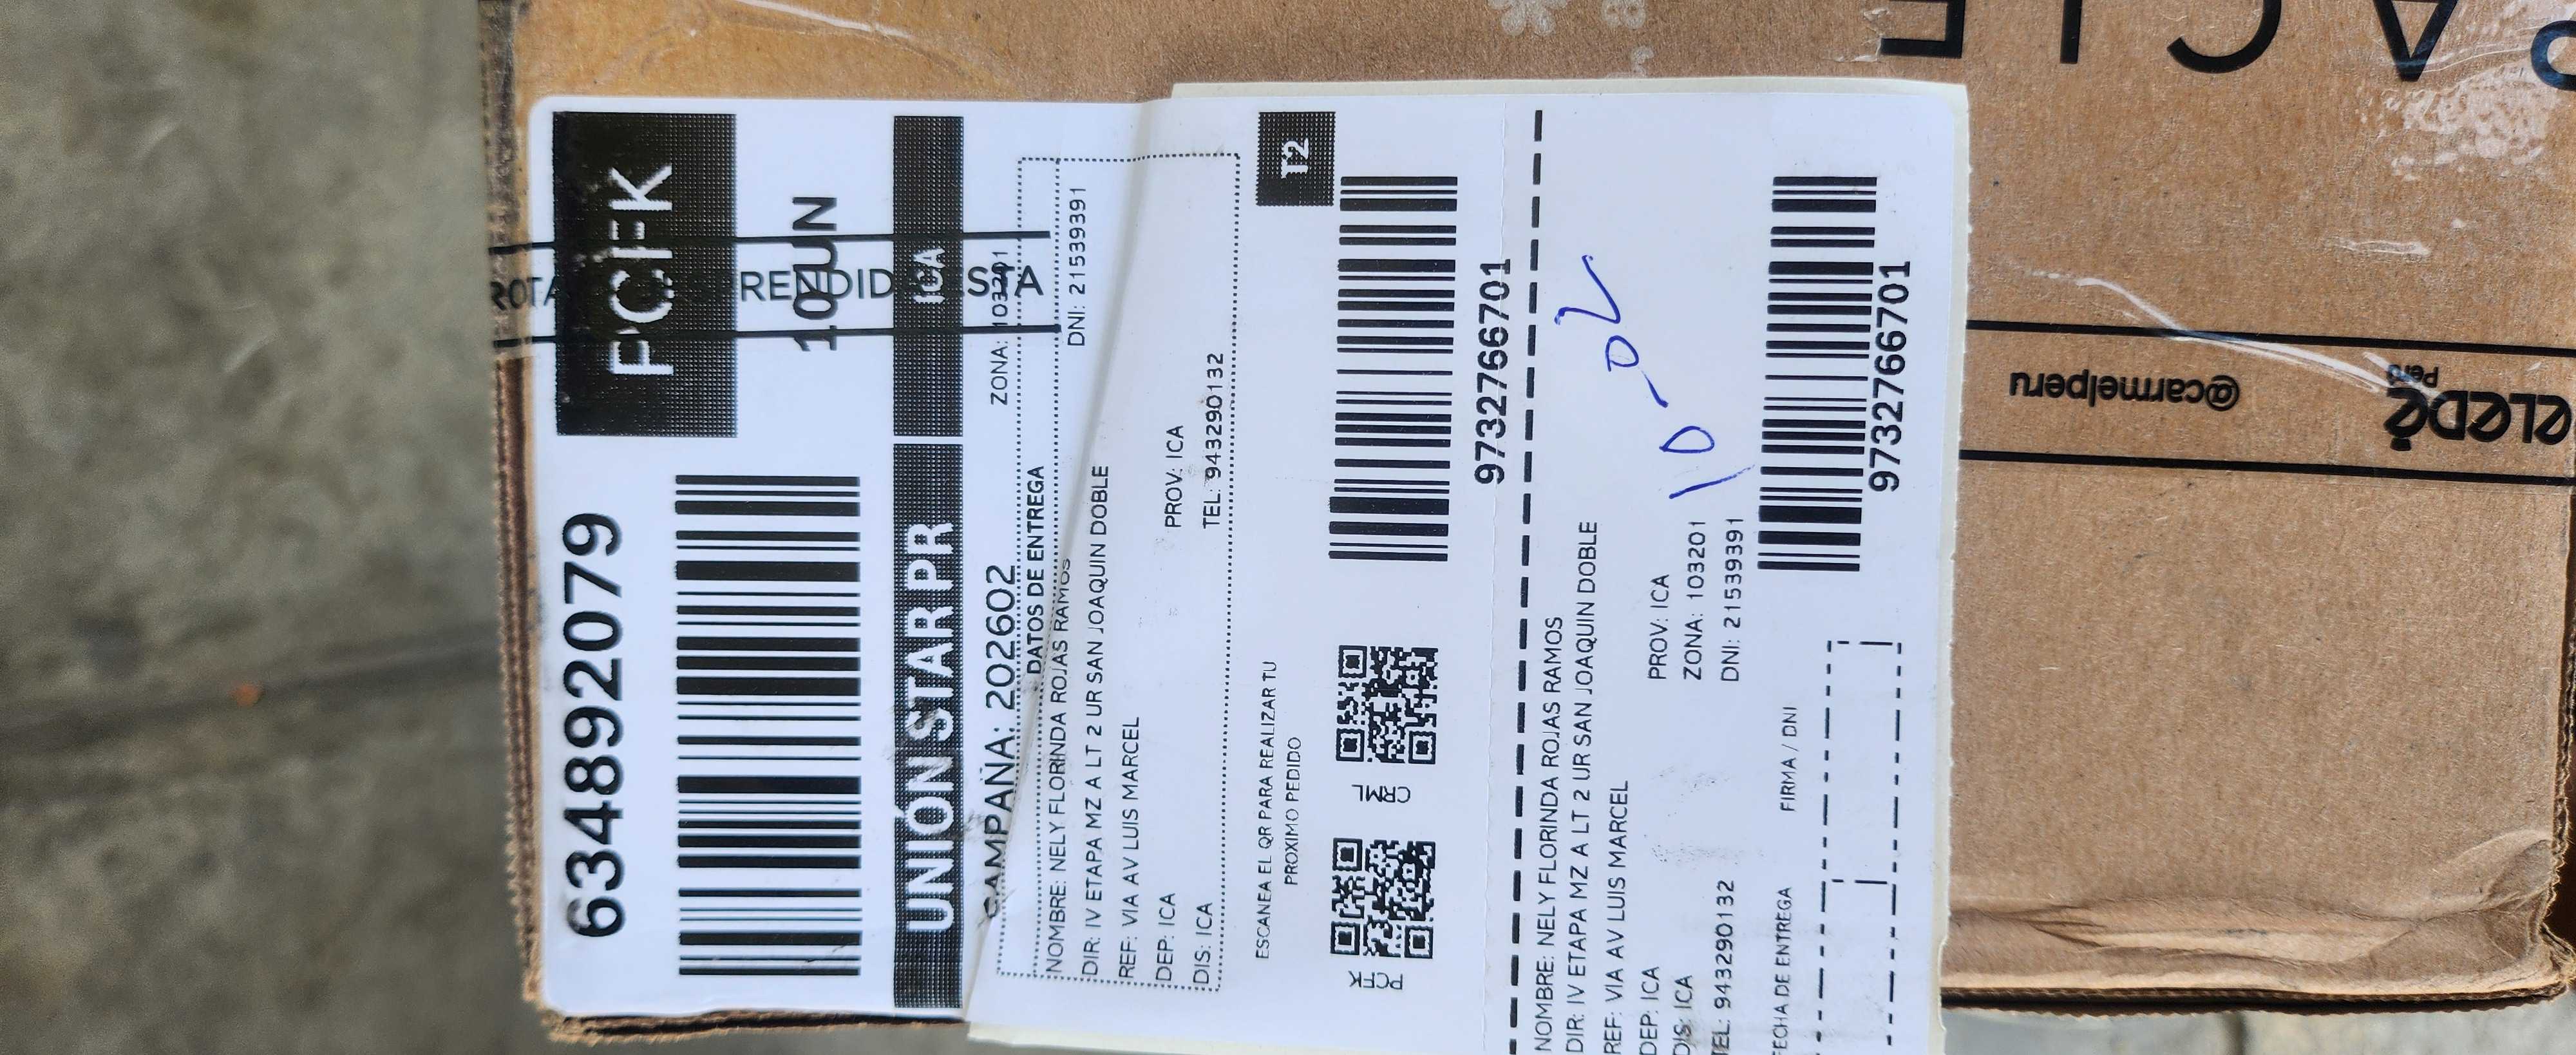 634892079
PCFK
UNIÓN STAR PR
ICA
CAMPAÑA: 202602
ZONA: 103201
DATOS DE ENTREGA
NOMBRE: NELY FLORINDA ROJAS RAMOS
DNI: 21539391
DIR: IV ETAPA MZ A LT 2 UR SAN JOAQUIN DOBLE
REF: VIA AV LUIS MARCEL
DEP: ICA
PROV: ICA
DIS: ICA
TEL: 943290132
T2
ESCANEA EL QR PARA REALIZAR TU
PROXIMO PEDIDO
PCFK
CRML
9732766701
NOMBRE: NELY FLORINDA ROJAS RAMOS
DIR: IV ETAPA MZ A LT 2 UR SAN JOAQUIN DOBLE
REF: VIA AV LUIS MARCEL
DEP: ICA
PROV: ICA
DIS: ICA
ZONA: 103201
TEL: 943290132
DNI: 21539391
10-02
FECHA DE ENTREGA
FIRMA / DNI
9732766701
@carmelperu